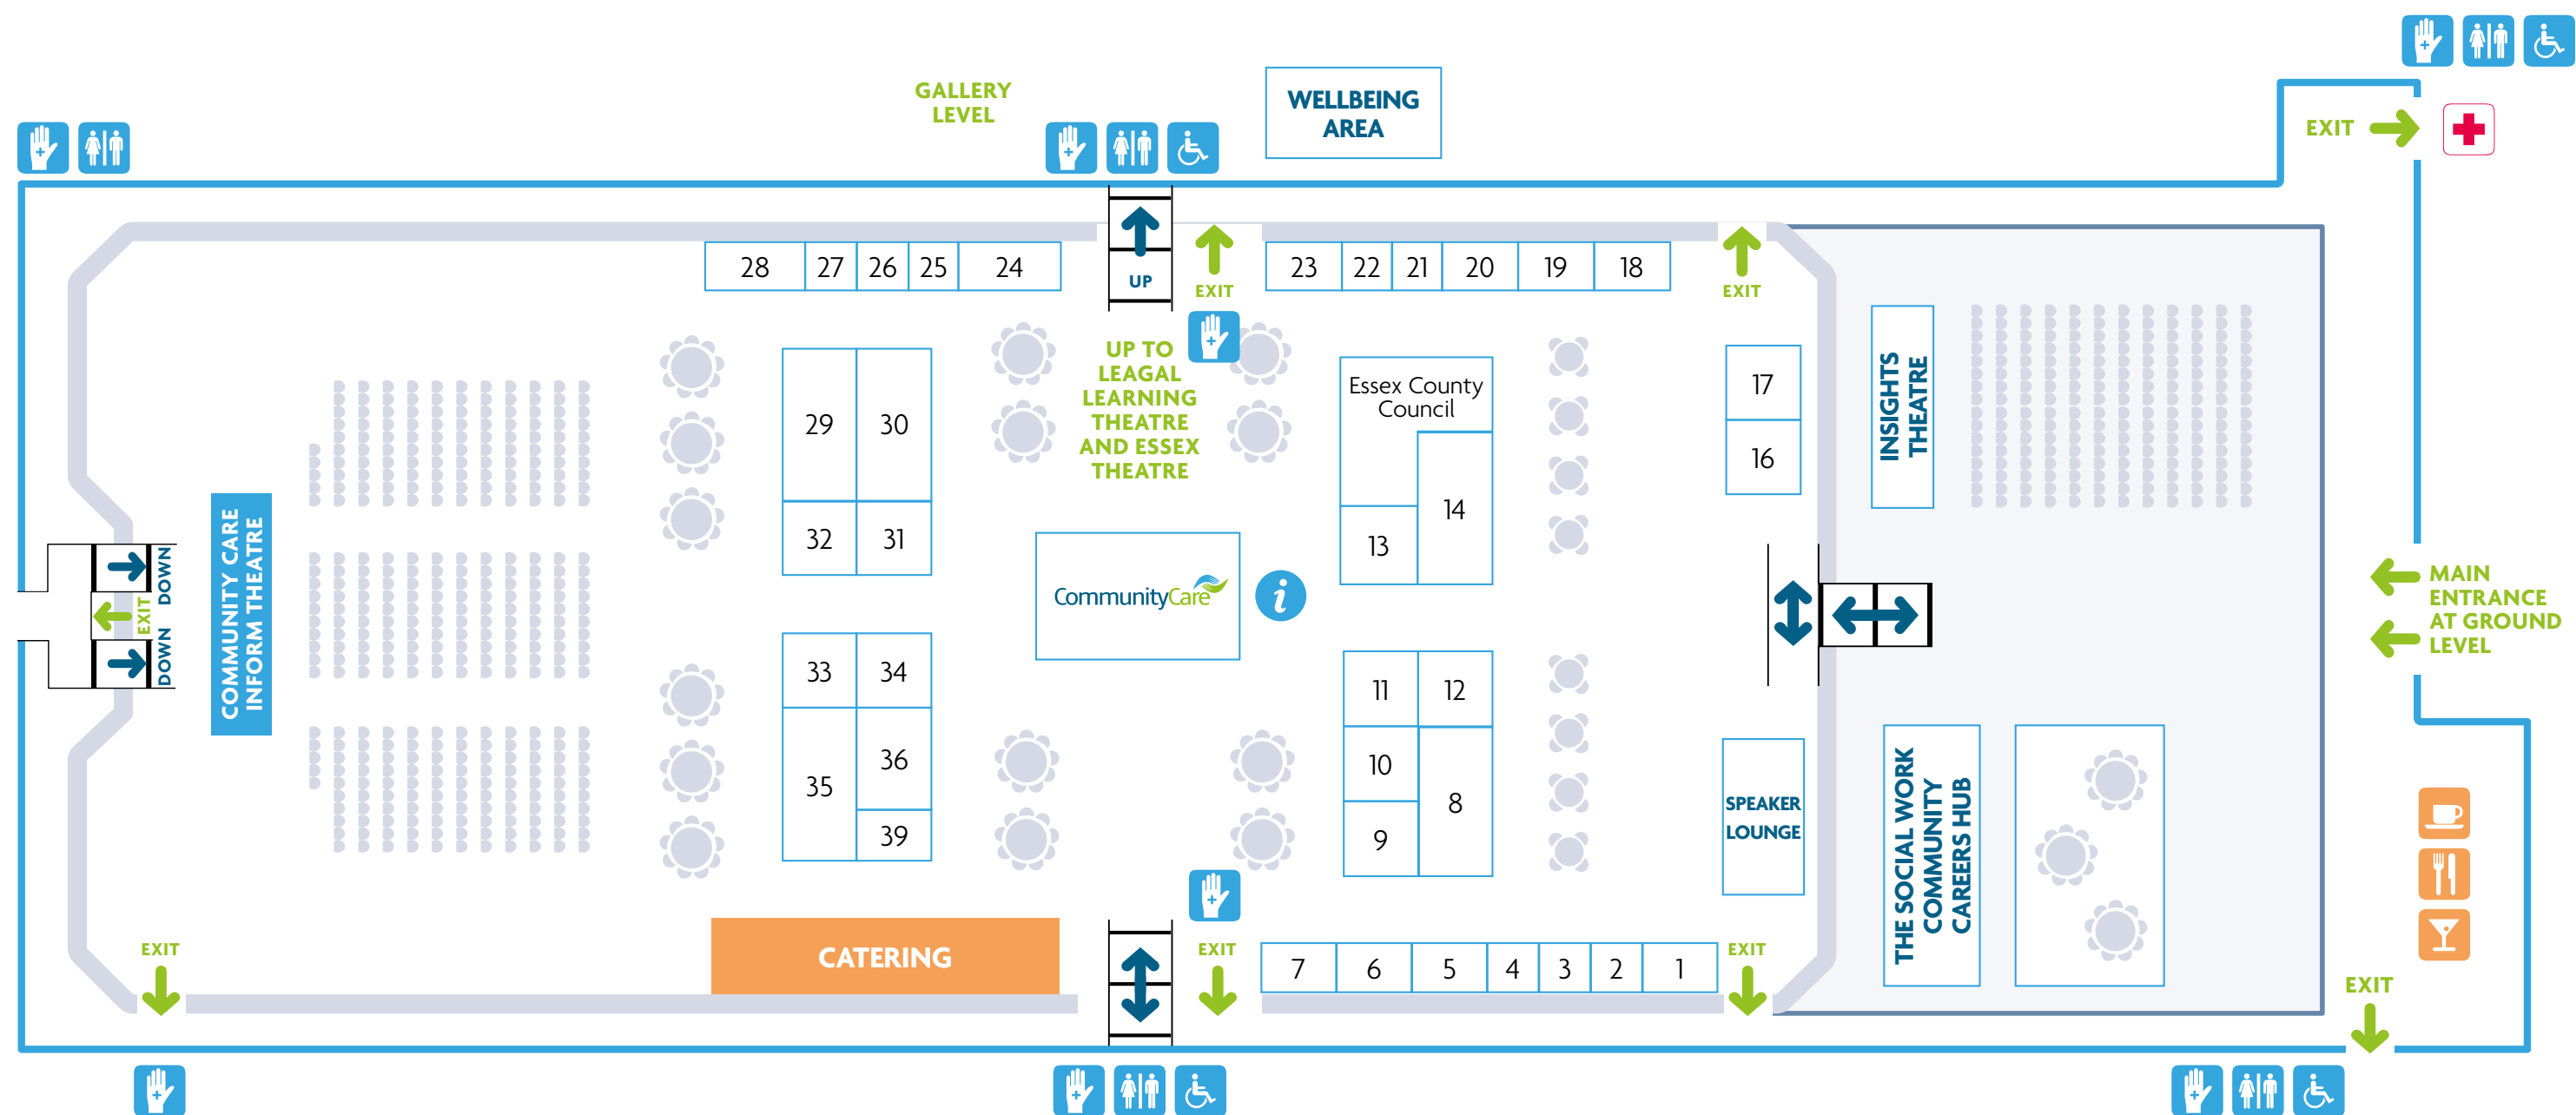 GALLERY
LEVEL
WELLBEING
AREA
EXIT
28
27
26
25
24
UP
EXIT
23
22
21
20
19
18
EXIT
UP TO
LEAGAL
LEARNING
THEATRE
AND ESSEX
THEATRE
29
30
32
31
Essex County
Council
14
13
17
16
INSIGHTS
THEATRE
COMMUNITY CARE
INFORM THEATRE
DOWN
EXIT
DOWN
CommunityCare
i
MAIN
ENTRANCE
AT GROUND
LEVEL
33
34
35
36
39
11
12
10
8
9
SPEAKER
LOUNGE
THE SOCIAL WORK
COMMUNITY
CAREERS HUB
EXIT
CATERING
EXIT
7
6
5
4
3
2
1
EXIT
EXIT